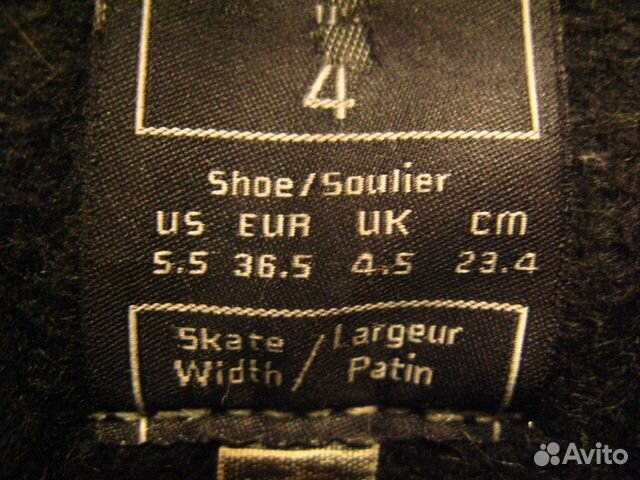 4
Shoe/Soulier
US EUR UK CM
5.5 36.5 4.5 23.4
Skate / Largeur
Width / Patin
Avito